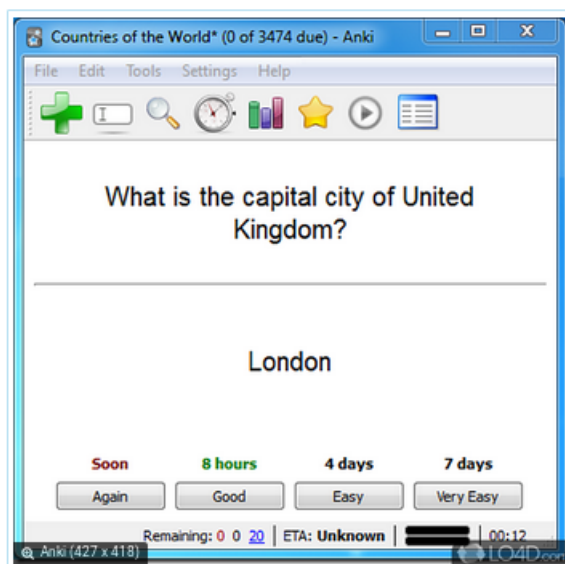 Countries of the World* (0 of 3474 due) - Anki
File Edit Tools Settings Help
What is the capital city of United
Kingdom?
London
Soon 8 hours 4 days 7 days
Again Good Easy Very Easy
Remaining: 0 0 20 ETA: Unknown 00:12
Anki (427 x 418)
LO4D.com